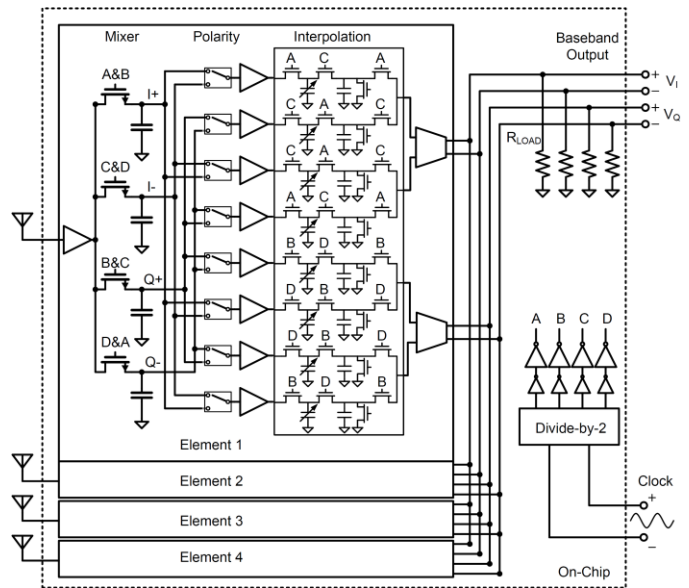 Mixer
Polarity
Interpolation
Baseband
Output
A&B
I+
C&D
I-
B&C
Q+
D&A
Q-
A C A
C A C
C A C
A C A
B D B
D B D
D B D
B D B
+ V_I
−
+ V_Q
−
R_LOAD
A B C D
Divide-by-2
Clock
+
−
On-Chip
Element 1
Element 2
Element 3
Element 4